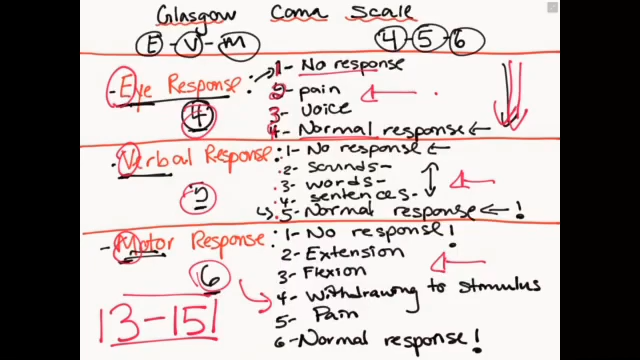 Glasgow Coma Scale
E - V - M 4 - 5 - 6
- Eye Response :
4
1- No response
2- pain
3- voice
4- Normal response ←
- Verbal Response :
5
1- No response ←
2- sounds-
3- words-
4- sentences-
5- Normal response ← !
- Motor Response :
6
13-15
1- No response !
2- Extension
3- Flexion
4- Withdrawing to stimulus
5- Pain
6- Normal response !